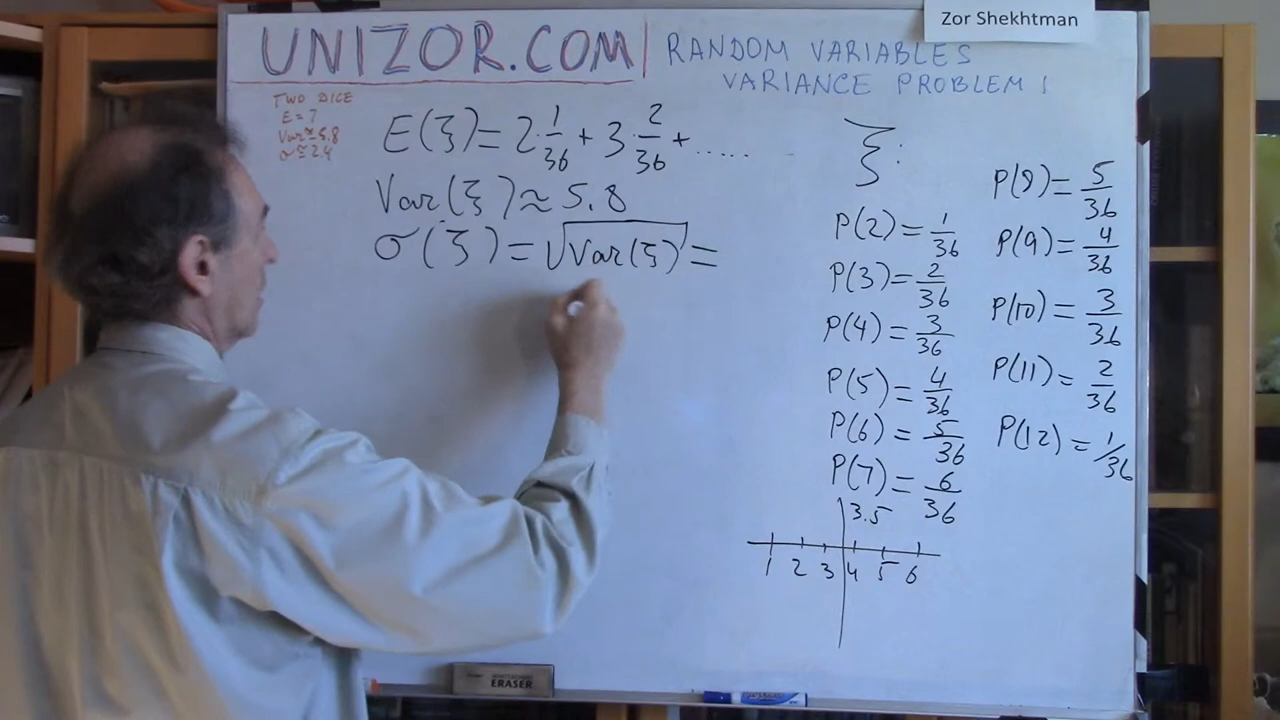 Zor Shekhtman
UNIZOR.COM
RANDOM VARIABLES
VARIANCE PROBLEM 1
TWO DICE
E = 7
Var ≈ 5.8
σ ≅ 2.4
E(ξ) = 2·1/36 + 3·2/36 + .....
Var(ξ) ≈ 5.8
σ(ξ) = √Var(ξ) =
ξ:
P(2) = 1/36
P(3) = 2/36
P(4) = 3/36
P(5) = 4/36
P(6) = 5/36
P(7) = 6/36
P(8) = 5/36
P(9) = 4/36
P(10) = 3/36
P(11) = 2/36
P(12) = 1/36
3.5
1 2 3 4 5 6
ERASER